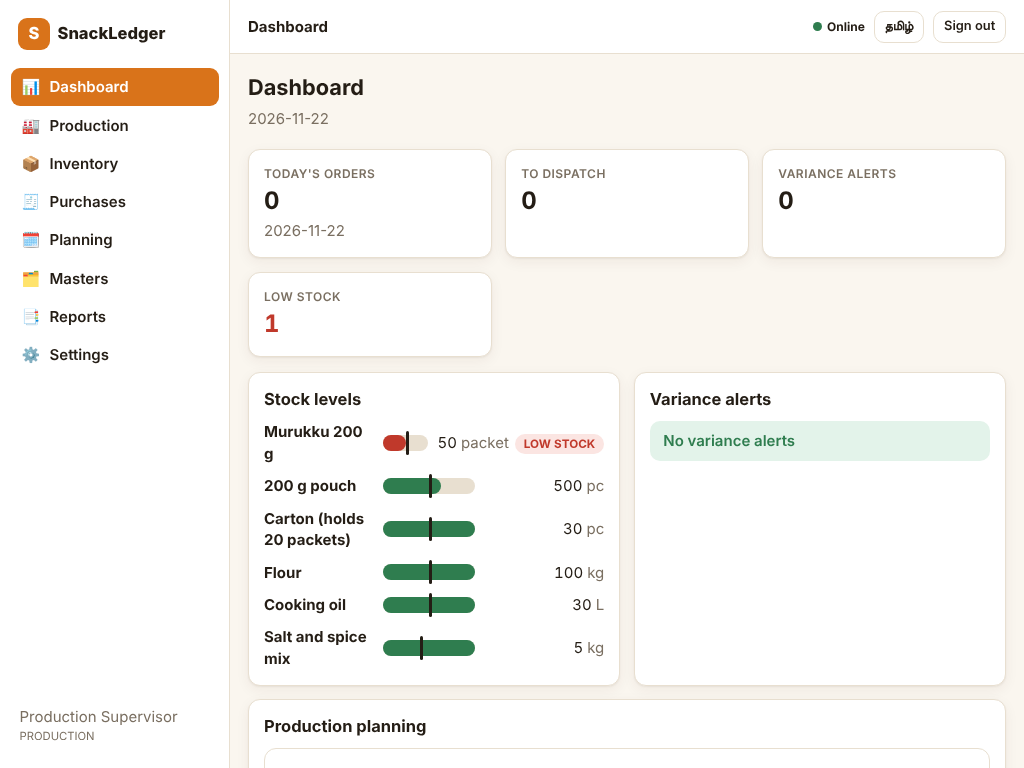 S SnackLedger
Dashboard
Production
Inventory
Purchases
Planning
Masters
Reports
Settings
Production Supervisor
PRODUCTION
Dashboard
Online
தமிழ்
Sign out
Dashboard
2026-11-22
TODAY'S ORDERS
0
2026-11-22
TO DISPATCH
0
VARIANCE ALERTS
0
LOW STOCK
1
Stock levels
Murukku 200
g
50 packet LOW STOCK
200 g pouch
500 pc
Carton (holds
20 packets)
30 pc
Flour
100 kg
Cooking oil
30 L
Salt and spice
mix
5 kg
Variance alerts
No variance alerts
Production planning